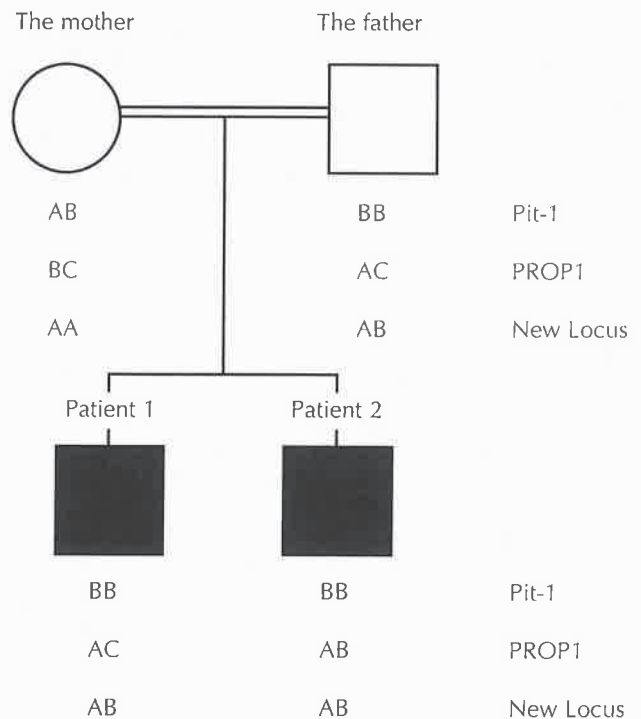 The mother The father
AB BB Pit-1
BC AC PROP1
AA AB New Locus
Patient 1 Patient 2
BB BB Pit-1
AC AB PROP1
AB AB New Locus